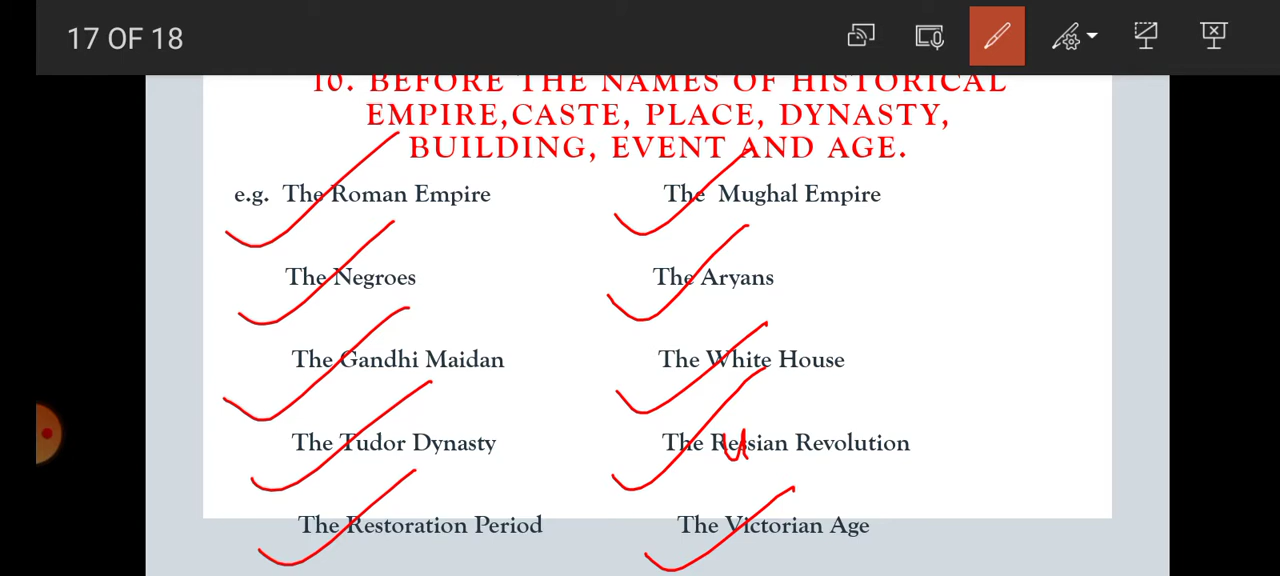 17 OF 18
10. BEFORE THE NAMES OF HISTORICAL
EMPIRE,CASTE, PLACE, DYNASTY,
BUILDING, EVENT AND AGE.
e.g. The Roman Empire The Mughal Empire
The Negroes The Aryans
The Gandhi Maidan The White House
The Tudor Dynasty The Ressian Revolution
u
The Restoration Period The Victorian Age